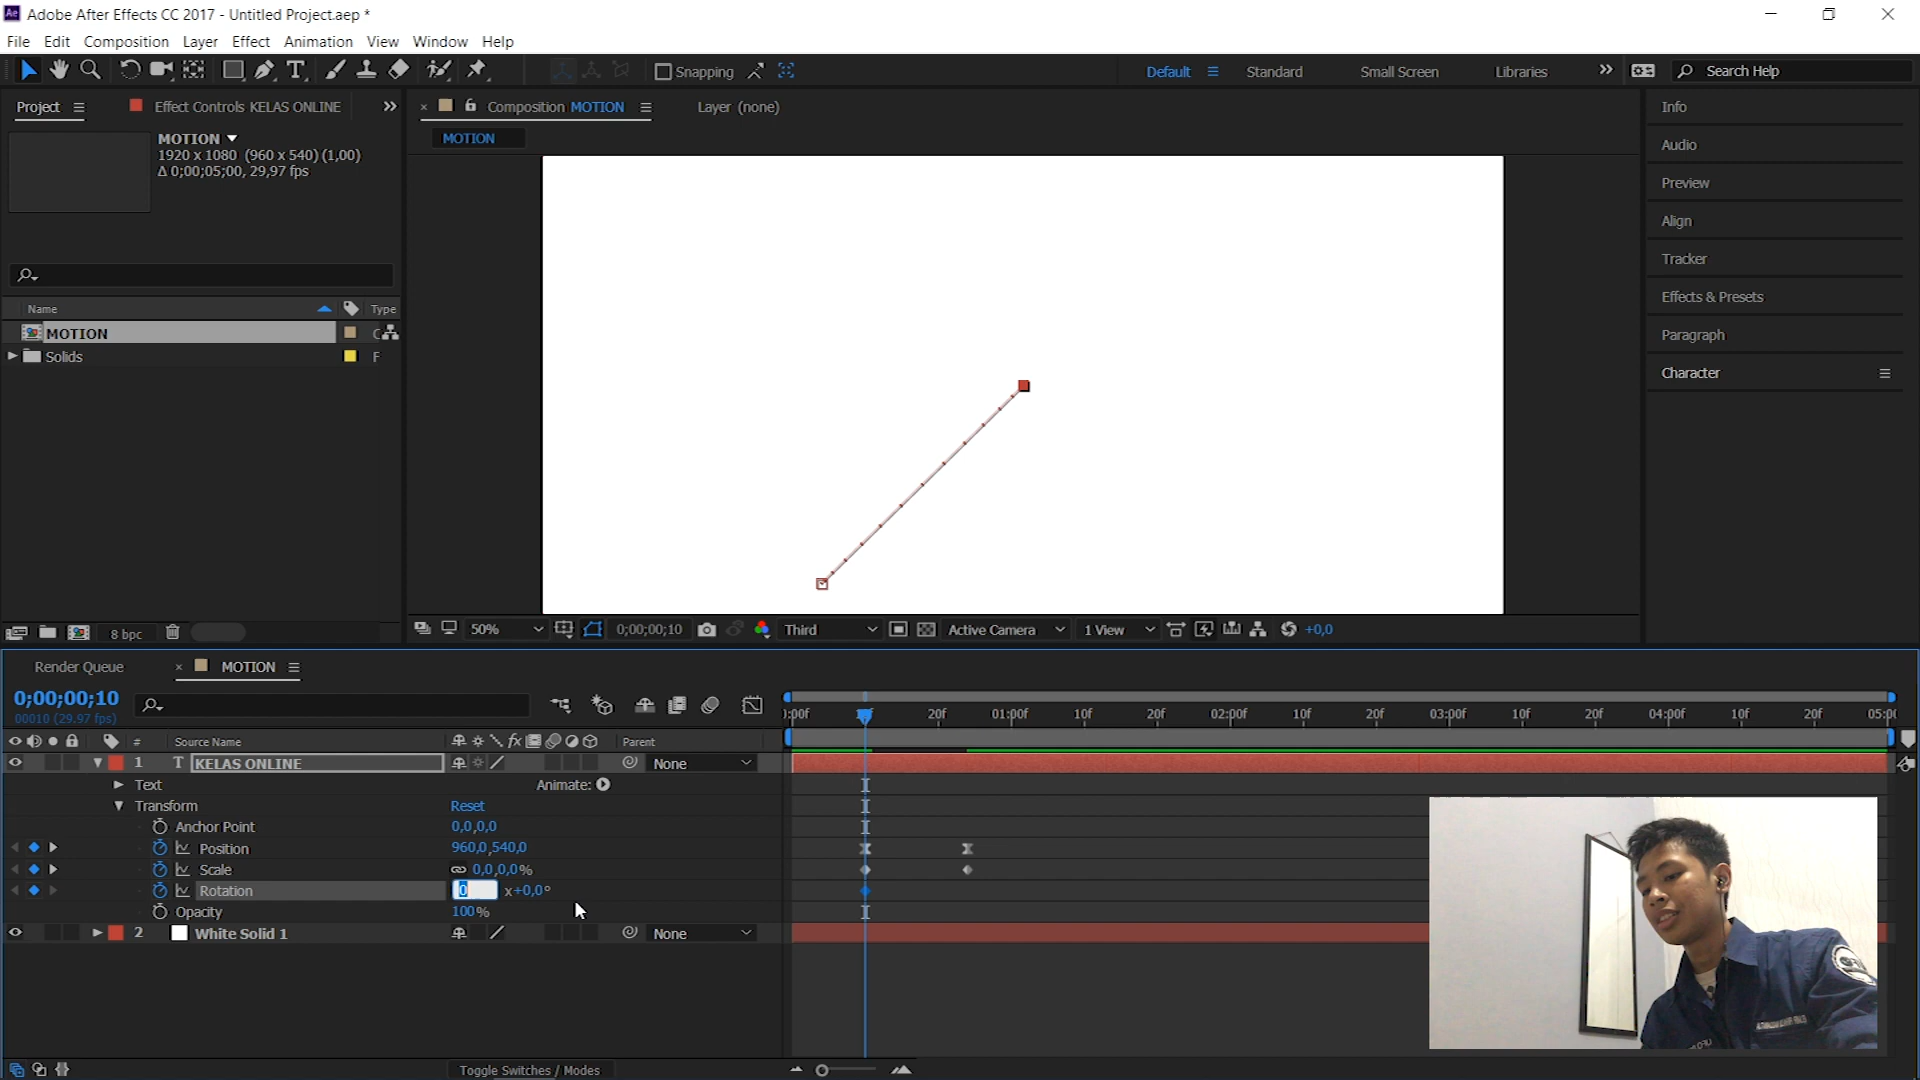 Adobe After Effects CC 2017 - Untitled Project.aep *
File Edit Composition Layer Effect Animation View Window Help
Snapping Default Standard Small Screen Libraries Search Help
Project Effect Controls KELAS ONLINE Composition MOTION Layer (none) Info
MOTION
1920 x 1080 (960 x 540) (1,00)
Δ 0;00;05;00, 29,97 fps
MOTION
Audio
Preview
Align
Tracker
Effects & Presets
Paragraph
Character
Name Type
MOTION
Solids F
8 bpc 50% 0;00;00;10 Third Active Camera 1 View +0,0
Render Queue MOTION
0;00;00;10
00010 (29.97 fps)
20f 01:00f 10f 20f 02:00f 10f 20f 03:00f 10f 20f 04:00f 10f 20f
# Source Name fx Parent
1 T KELAS ONLINE None
Text Animate:
Transform Reset
Anchor Point 0,0,0,0
Position 960,0,540,0
Scale 0,0,0,0%
Rotation 0 x+0,0°
Opacity 100%
2 White Solid 1 None
Toggle Switches / Modes